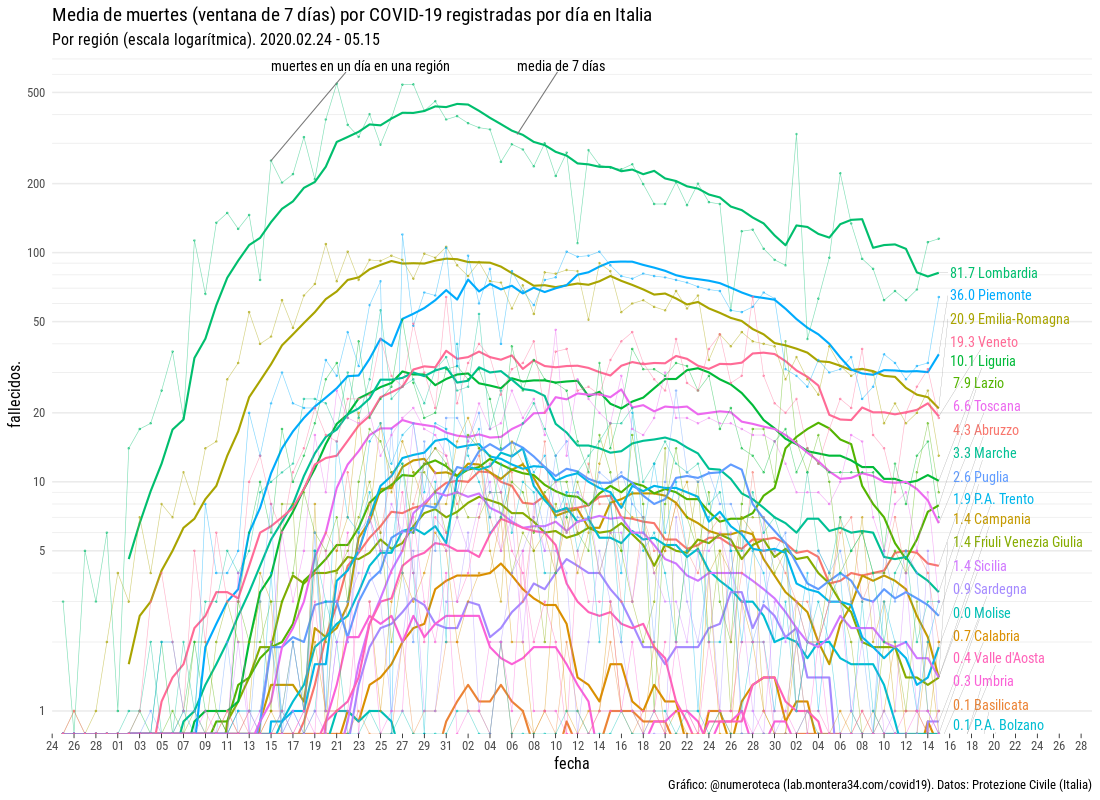 Media de muertes (ventana de 7 días) por COVID-19 registradas por día en Italia
Por región (escala logarítmica). 2020.02.24 - 05.15
muertes en un día en una región
media de 7 días
500
200
100
50
20
10
5
1
fallecidos.
81.7 Lombardia
36.0 Piemonte
20.9 Emilia-Romagna
19.3 Veneto
10.1 Liguria
7.9 Lazio
6.6 Toscana
4.3 Abruzzo
3.3 Marche
2.6 Puglia
1.9 P.A. Trento
1.4 Campania
1.4 Friuli Venezia Giulia
1.4 Sicilia
0.9 Sardegna
0.0 Molise
0.7 Calabria
0.4 Valle d'Aosta
0.3 Umbria
0.1 Basilicata
0.1 P.A. Bolzano
24 26 28 01 03 05 07 09 11 13 15 17 19 21 23 25 27 29 31 02 04 06 08 10 12 14 16 18 20 22 24 26 28 30 02 04 06 08 10 12 14 16 18 20 22 24 26 28
fecha
Gráfico: @numeroteca (lab.montera34.com/covid19). Datos: Protezione Civile (Italia)